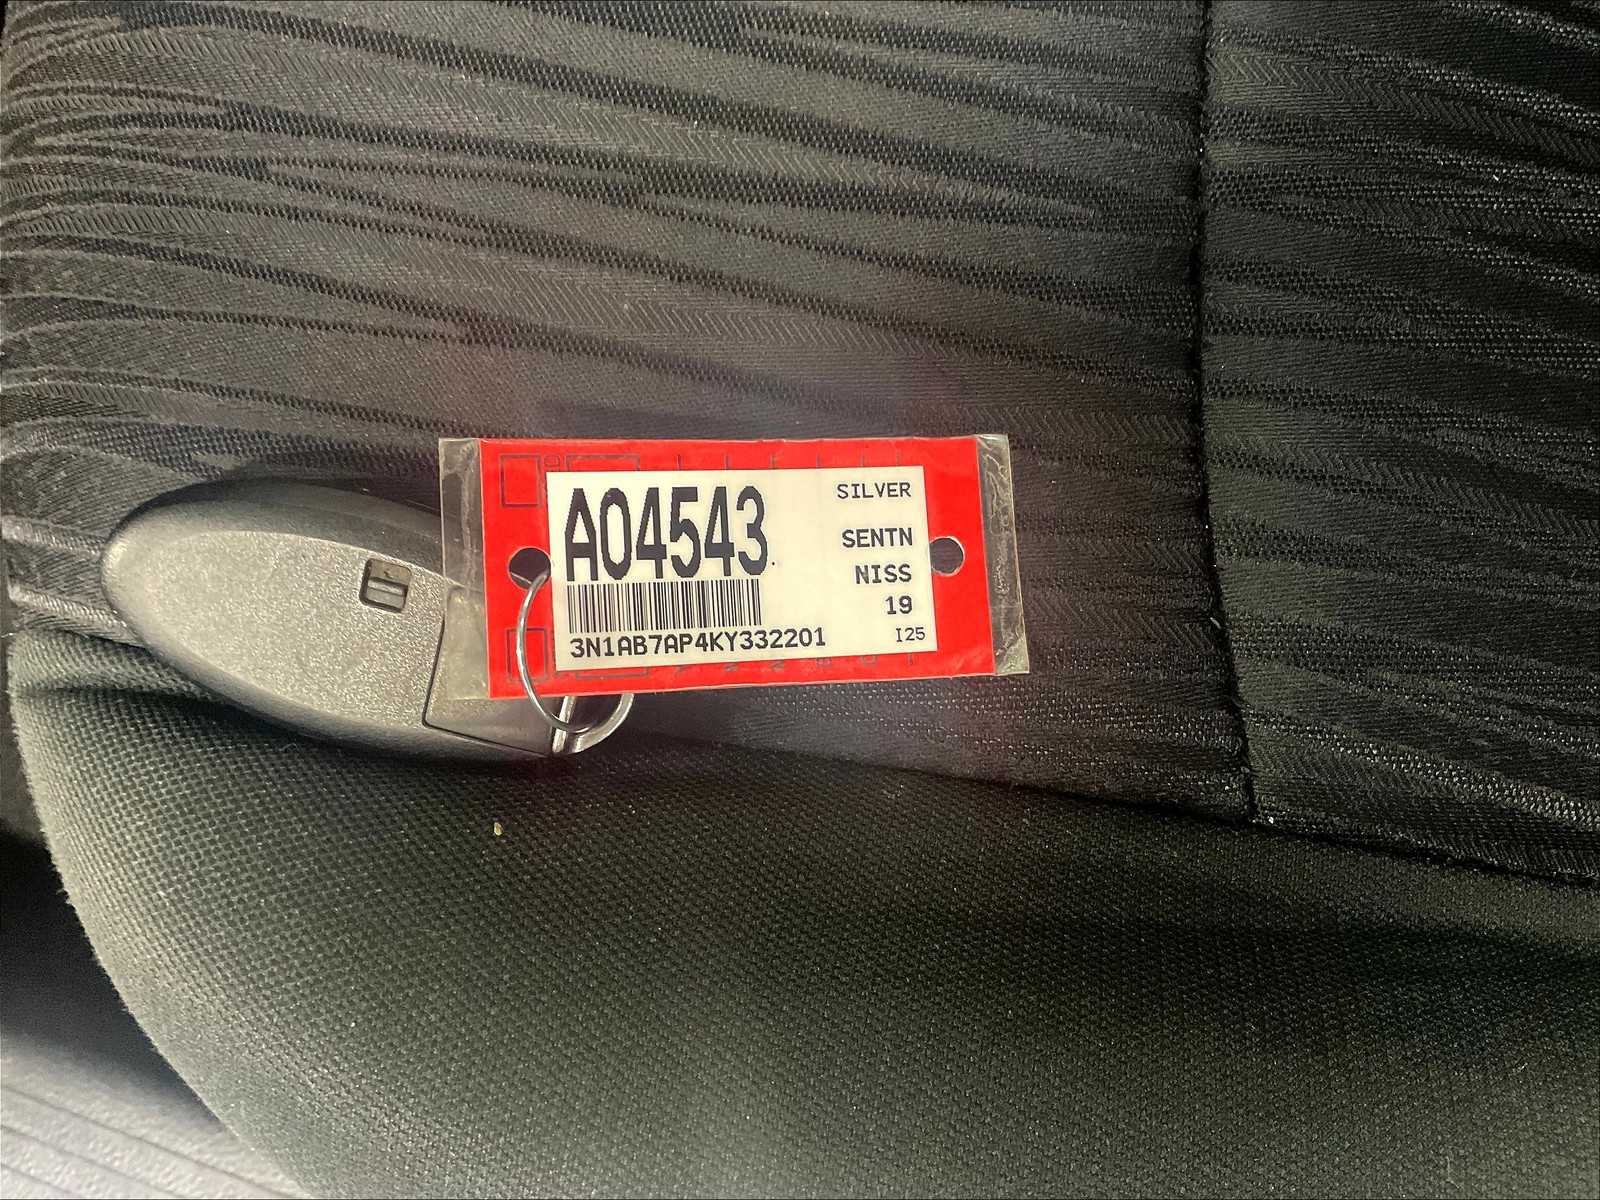 A04543
SILVER
SENTN
NISS
19
3N1AB7AP4KY332201
I25